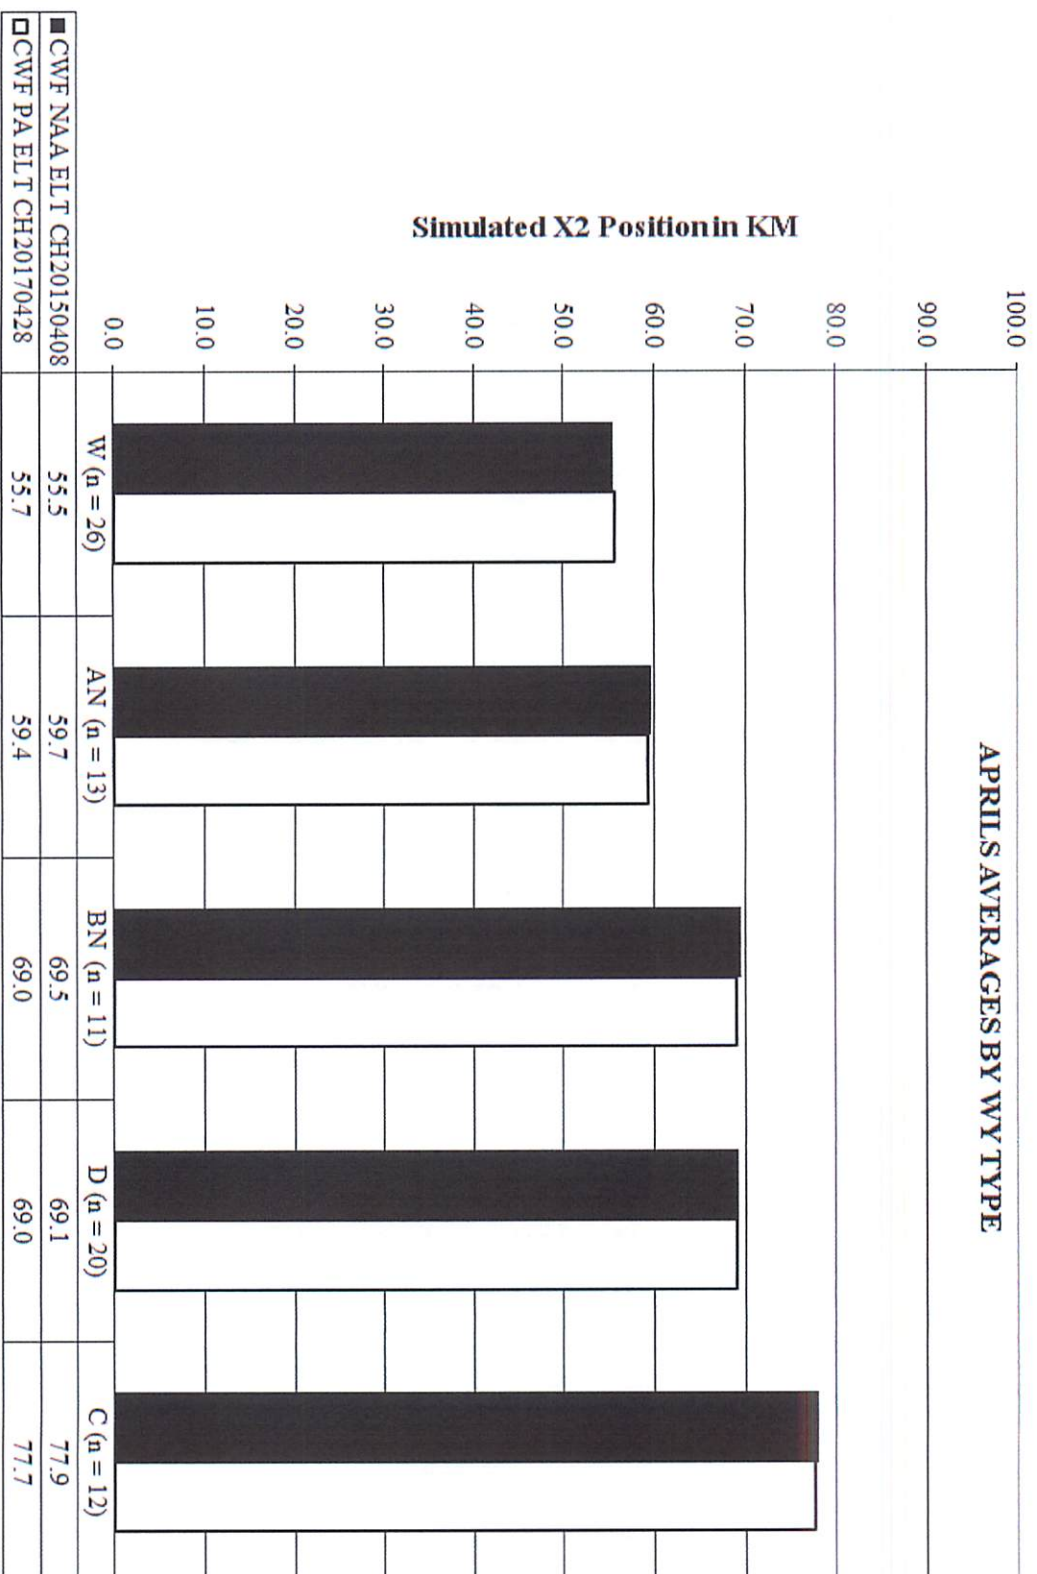 APRILS AVERAGES BY WY TYPE
Simulated X2 Position in KM
100.0
90.0
80.0
70.0
60.0
50.0
40.0
30.0
20.0
10.0
0.0
W (n = 26) AN (n = 13) BN (n = 11) D (n = 20) C (n = 12)
CWF NAA ELT CH20150408 55.5 59.7 69.5 69.1 77.9
CWF PA ELT CH20170428 55.7 59.4 69.0 69.0 77.7